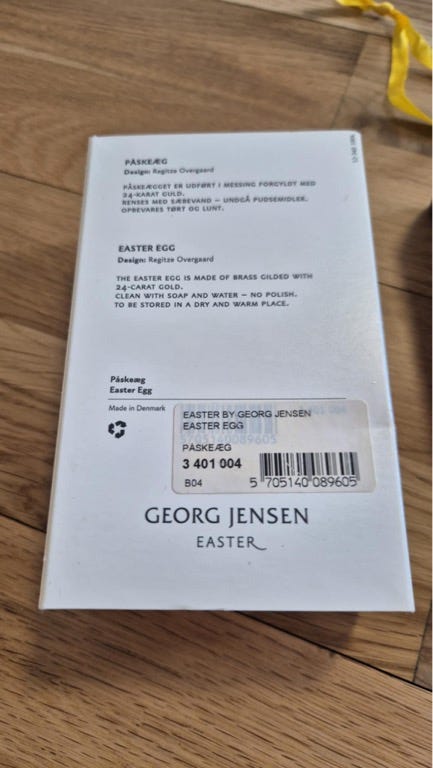 PÅSKEÆG
Design: Regitze Overgaard
PÅSKEÆGGET ER UDFØRT I MESSING FORGYLDT MED
24-KARAT GULD.
RENSES MED SÆBEVAND – UNDGÅ PUDSEMIDLER.
OPBEVARES TØRT OG LUNT.
EASTER EGG
Design: Regitze Overgaard
THE EASTER EGG IS MADE OF BRASS GILDED WITH
24-CARAT GOLD.
CLEAN WITH SOAP AND WATER – NO POLISH.
TO BE STORED IN A DRY AND WARM PLACE.
Påskeæg
Easter Egg
Made in Denmark
EASTER BY GEORG JENSEN
EASTER EGG
5705140089605
PÅSKEÆG
3 401 004
B04
5 705140 089605
GEORG JENSEN
EASTER